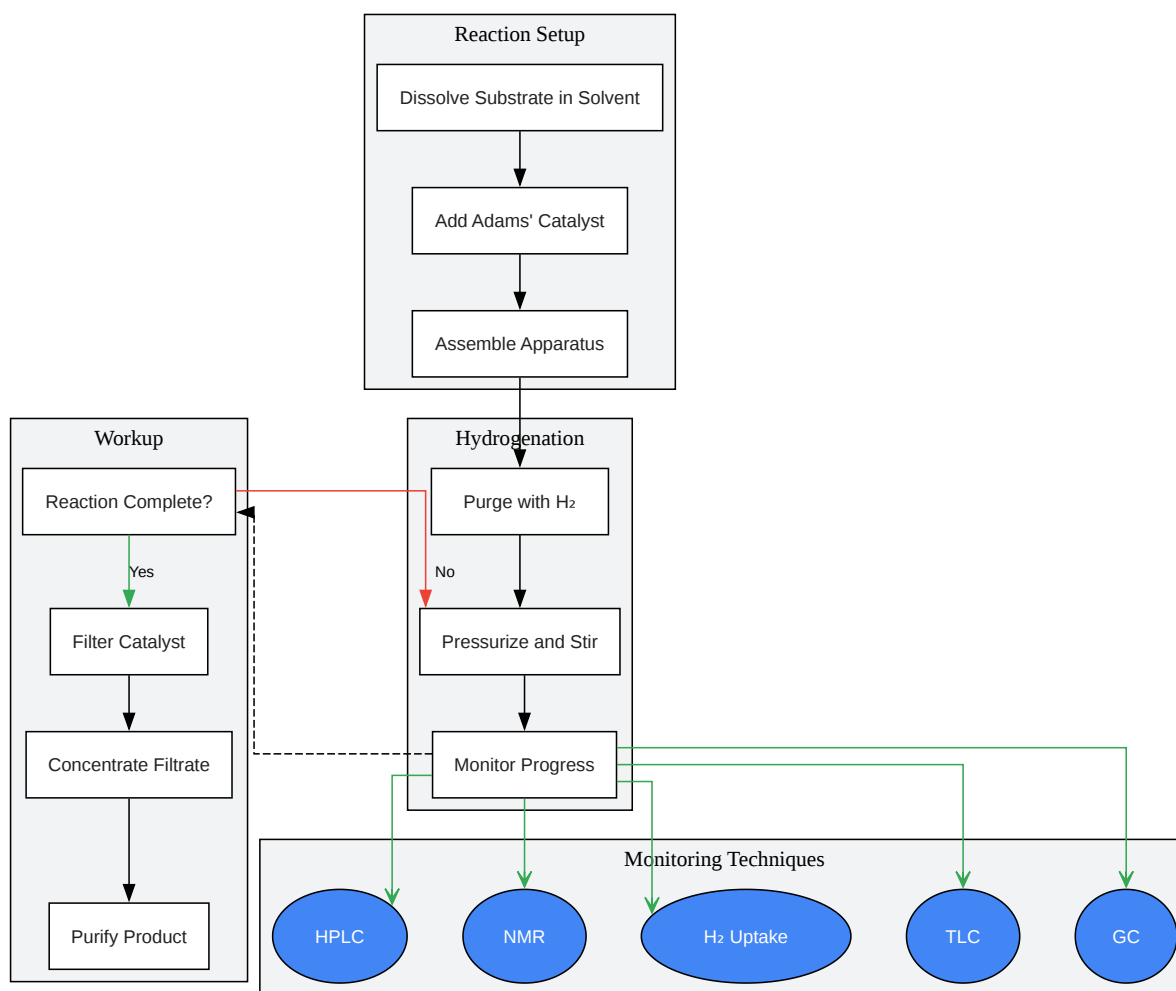 Reaction Setup
Dissolve Substrate in Solvent
Add Adams' Catalyst
Assemble Apparatus
Workup
Reaction Complete?
Yes
Filter Catalyst
Concentrate Filtrate
Purify Product
Hydrogenation
Purge with H₂
No
Pressurize and Stir
Monitor Progress
Monitoring Techniques
HPLC
NMR
H₂ Uptake
TLC
GC